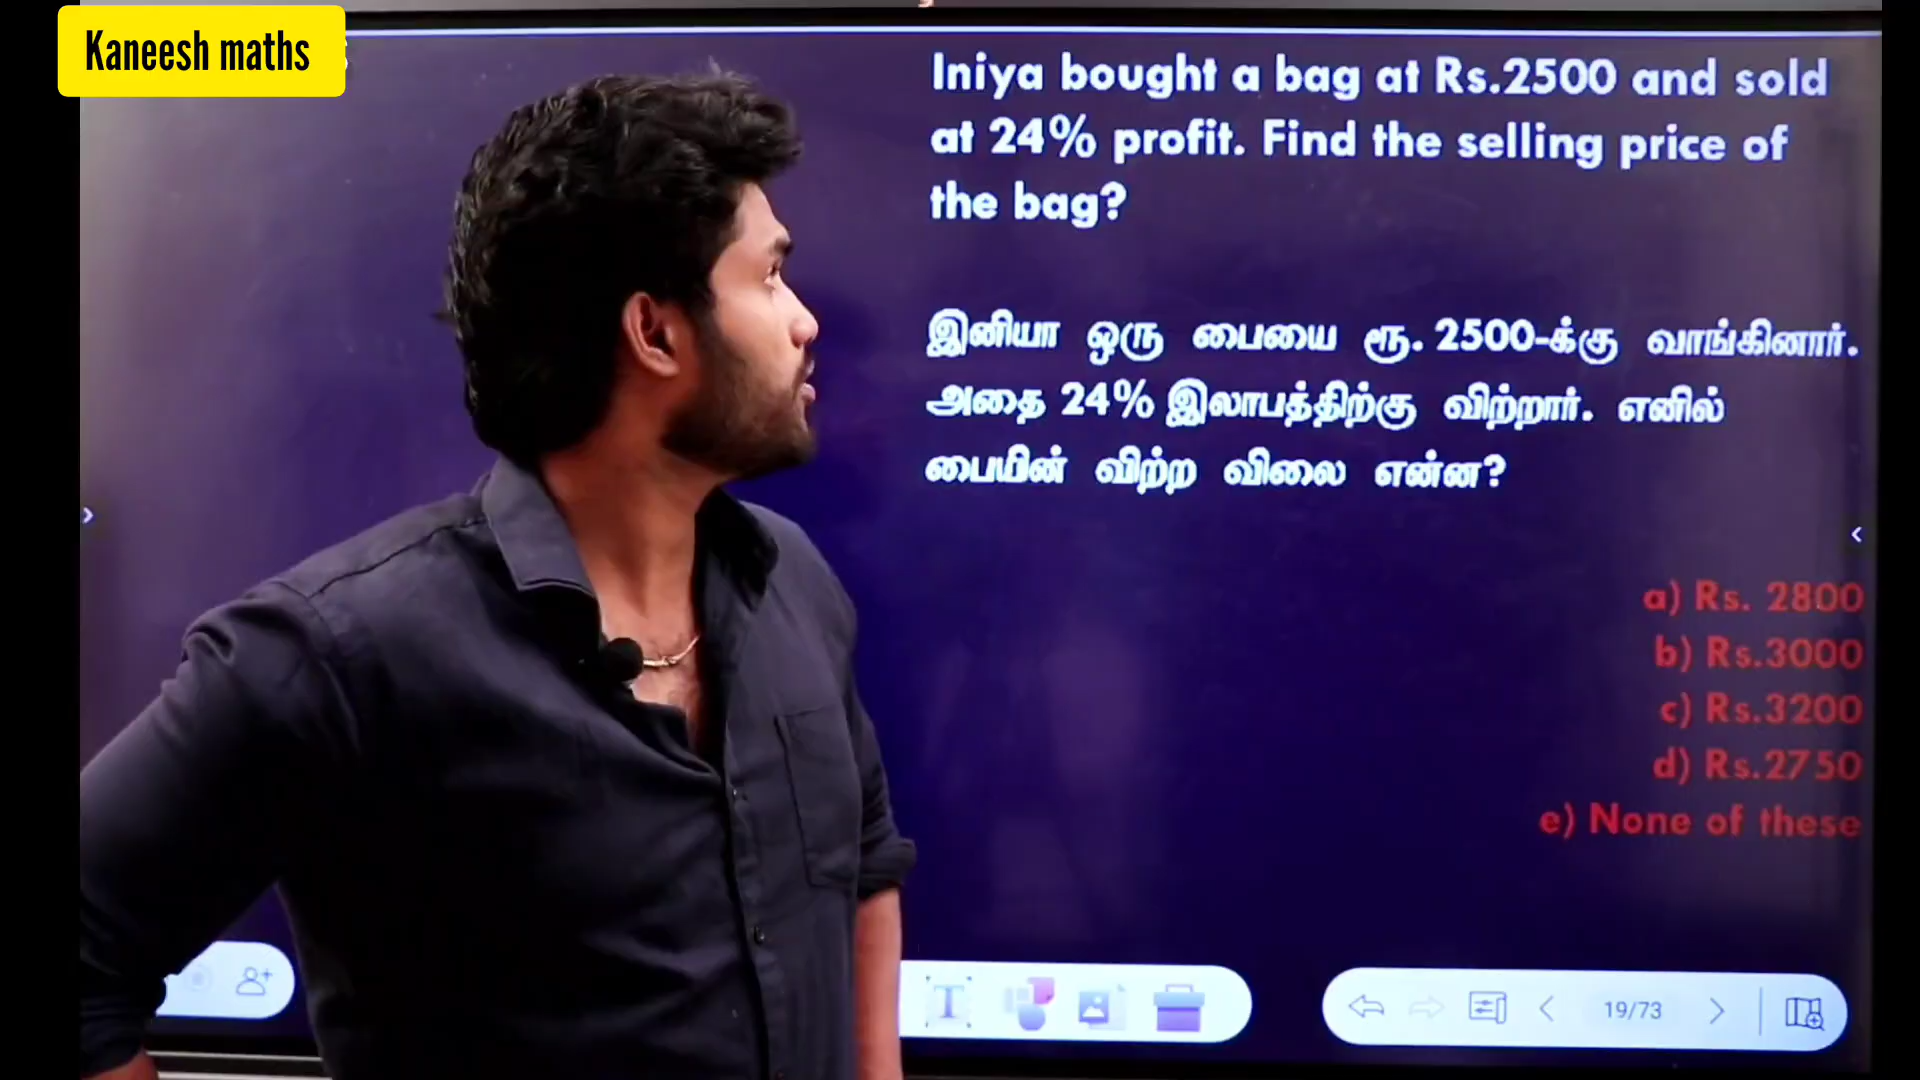 Kaneesh maths
Iniya bought a bag at Rs.2500 and sold
at 24% profit. Find the selling price of
the bag?
இனியா ஒரு பையை ரூ. 2500-க்கு வாங்கினார்.
அதை 24% இலாபத்திற்கு விற்றார். எனில்
பையின் விற்ற விலை என்ன?
a) Rs. 2800
b) Rs.3000
c) Rs.3200
d) Rs.2750
e) None of these
T
19/73